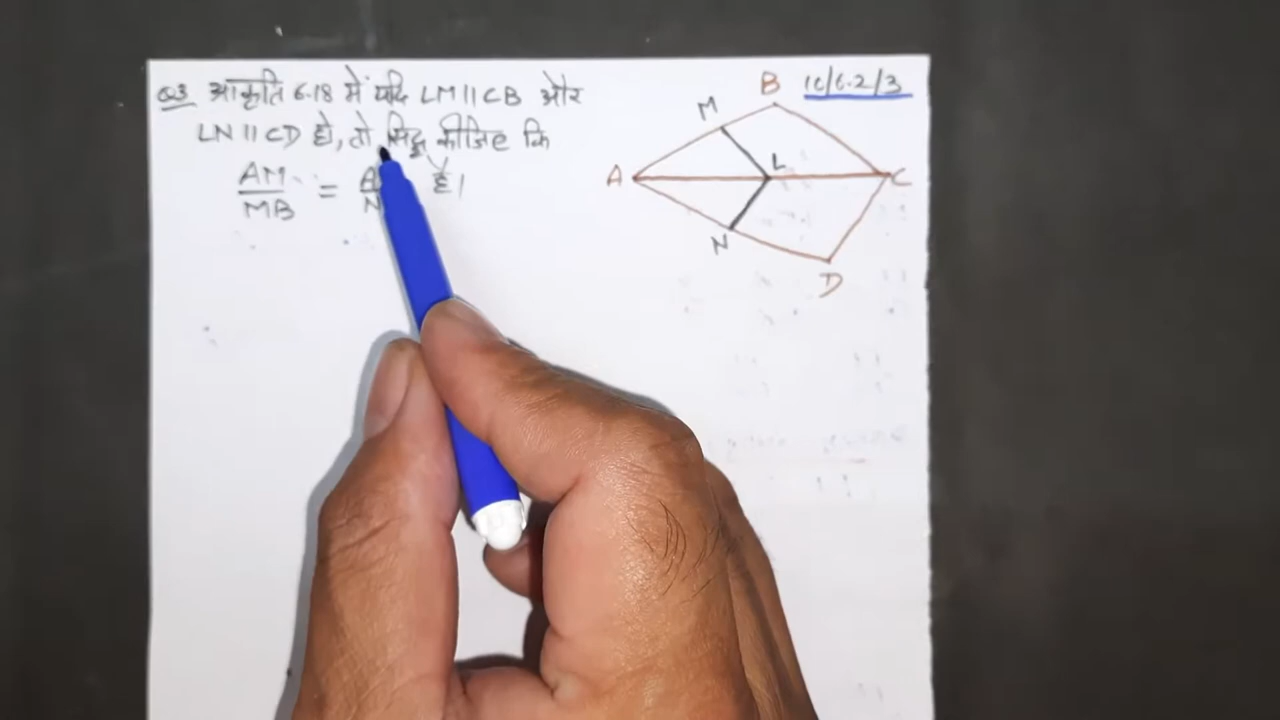 Q3 आकृति 6.18 में यदि LM || CB और
LN || CD हो, तो सिद्ध कीजिए कि
AM/MB = A/N है।
10/6.2/3
B
M
A
L
C
N
D